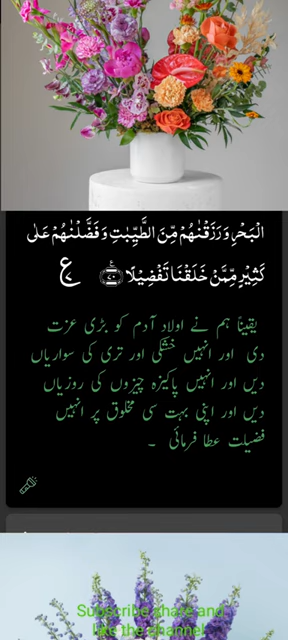 الْبَحْرِ وَرَزَقْنٰهُمْ مِّنَ الطَّيِّبٰتِ وَفَضَّلْنٰهُمْ عَلٰى
كَثِيْرٍ مِّمَّنْ خَلَقْنَا تَفْضِيْلًا ۝۷۰ ع
یقیناً ہم نے اولاد آدم کو بڑی عزت
دی اور انہیں خشکی اور تری کی سواریاں
دیں اور انہیں پاکیزہ چیزوں کی روزیاں
دیں اور اپنی بہت سی مخلوق پر انہیں
فضیلت عطا فرمائی ۔
Subscribe share and
like the channel